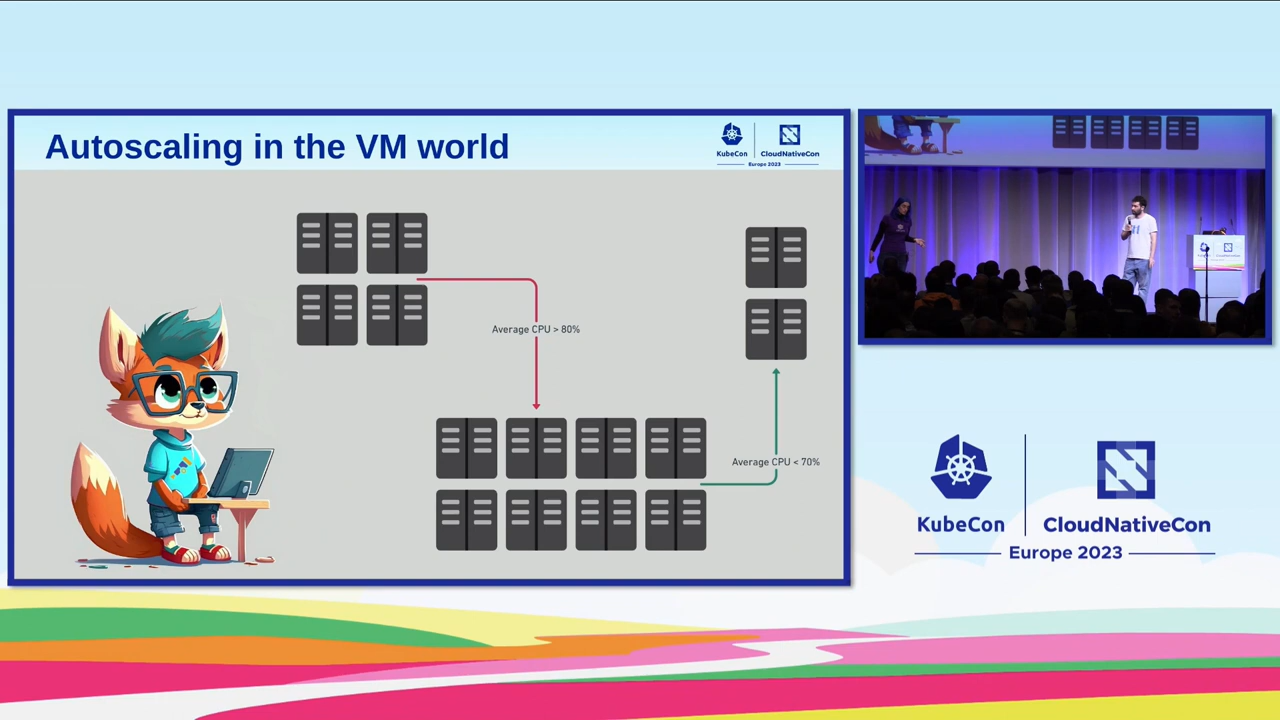 Autoscaling in the VM world
KubeCon
CloudNativeCon
Europe 2023
Average CPU > 80%
Average CPU < 70%
KubeCon
CloudNativeCon
Europe 2023